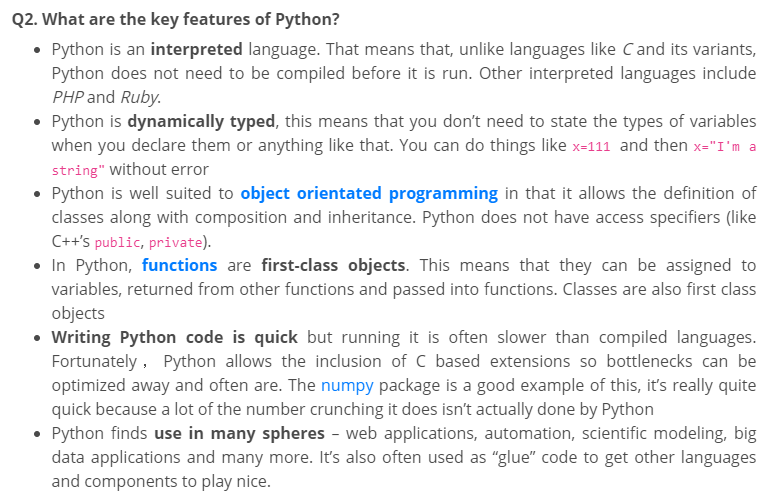 Q2. What are the key features of Python?
• Python is an interpreted language. That means that, unlike languages like C and its variants,
Python does not need to be compiled before it is run. Other interpreted languages include
PHP and Ruby.
• Python is dynamically typed, this means that you don’t need to state the types of variables
when you declare them or anything like that. You can do things like x=111 and then x="I'm a
string" without error
• Python is well suited to object orientated programming in that it allows the definition of
classes along with composition and inheritance. Python does not have access specifiers (like
C++’s public, private).
• In Python, functions are first-class objects. This means that they can be assigned to
variables, returned from other functions and passed into functions. Classes are also first class
objects
• Writing Python code is quick but running it is often slower than compiled languages.
Fortunately， Python allows the inclusion of C based extensions so bottlenecks can be
optimized away and often are. The numpy package is a good example of this, it’s really quite
quick because a lot of the number crunching it does isn’t actually done by Python
• Python finds use in many spheres – web applications, automation, scientific modeling, big
data applications and many more. It’s also often used as “glue” code to get other languages
and components to play nice.